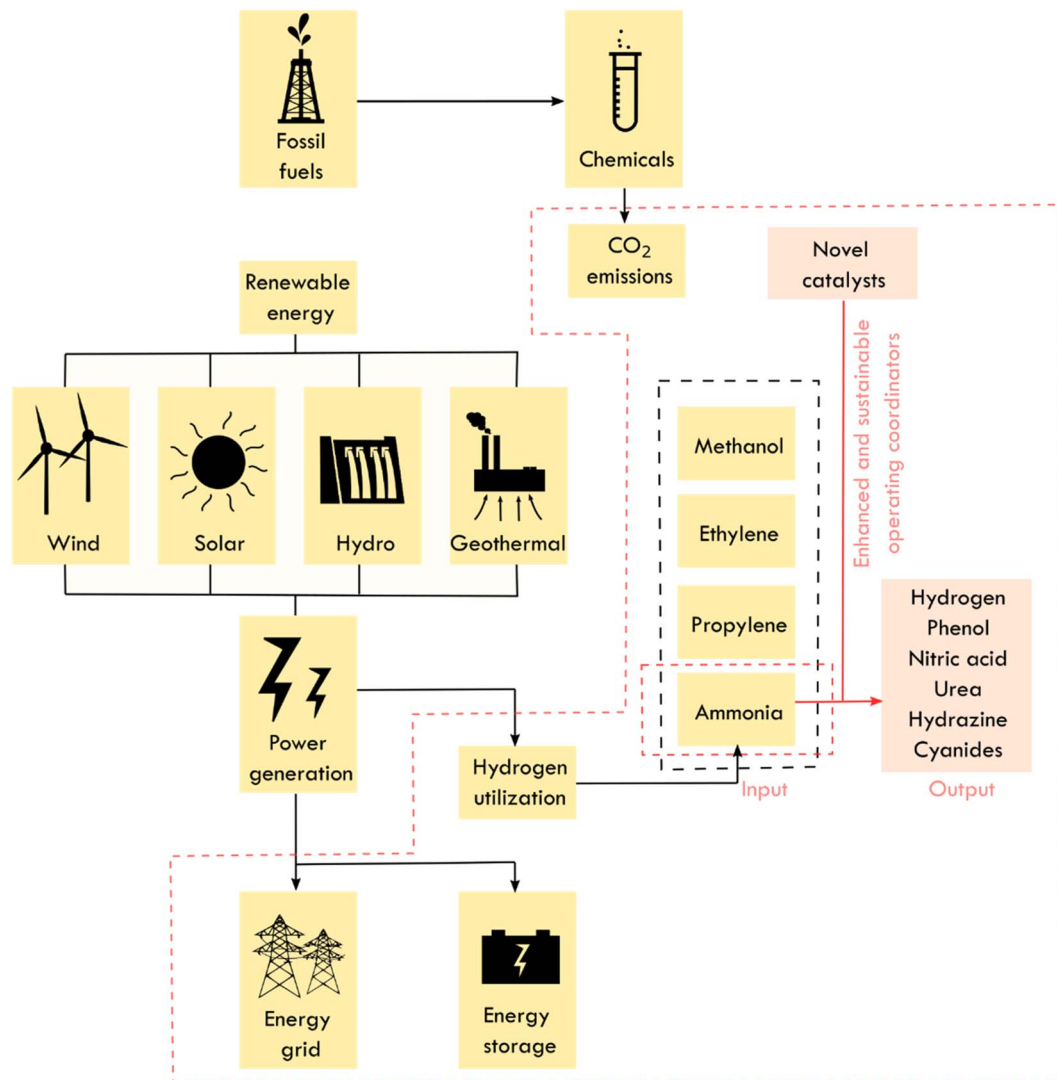 Fossil
fuels
Chemicals
CO2
emissions
Novel
catalysts
Renewable
energy
Enhanced and sustainable
operating coordinators
Wind
Solar
Hydro
Geothermal
Methanol
Ethylene
Propylene
Ammonia
Hydrogen
Phenol
Nitric acid
Urea
Hydrazine
Cyanides
Power
generation
Hydrogen
utilization
Input
Output
Energy
grid
Energy
storage